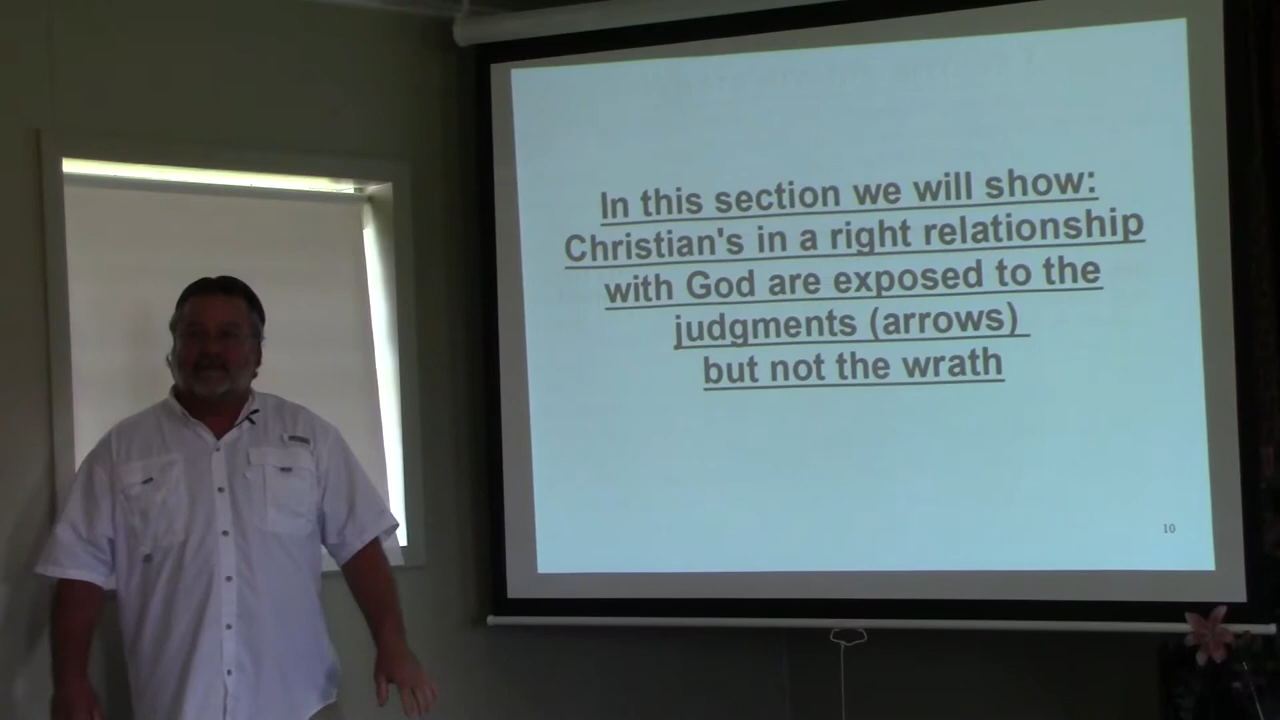 In this section we will show:
Christian's in a right relationship
with God are exposed to the
judgments (arrows)
but not the wrath
10